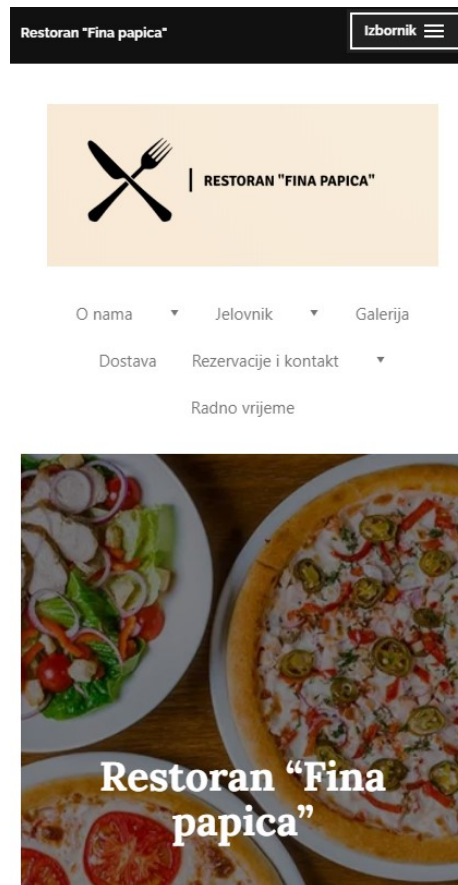 Restoran "Fina papica"
Izbornik
RESTORAN "FINA PAPICA"
O nama ▼ Jelovnik ▼ Galerija
Dostava Rezervacije i kontakt ▼
Radno vrijeme
Restoran “Fina
papica”